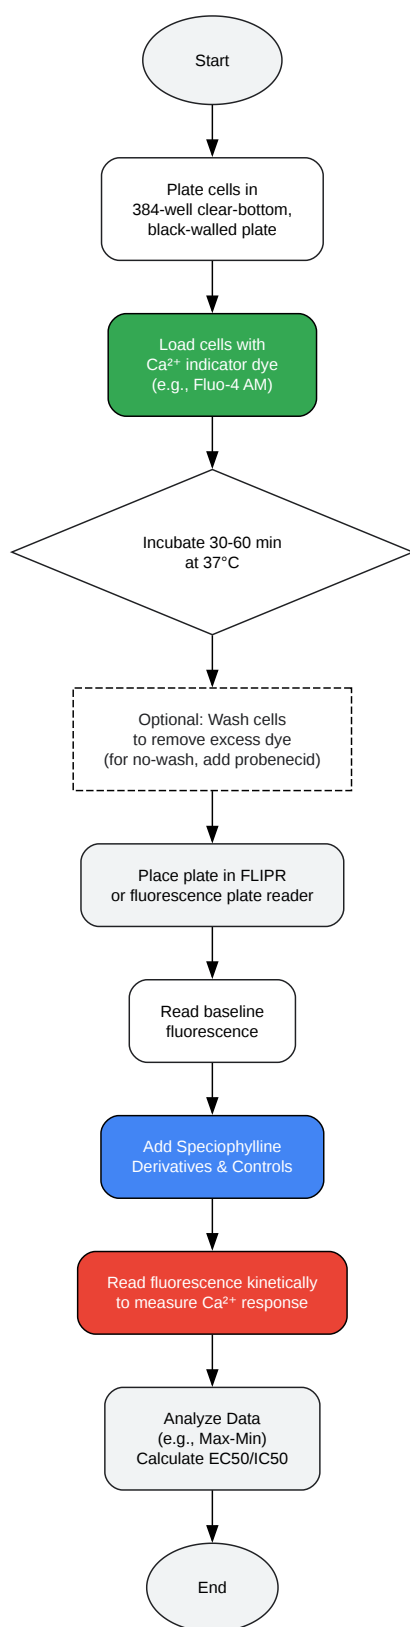 Start
Plate cells in
384-well clear-bottom,
black-walled plate
Load cells with
Ca²⁺ indicator dye
(e.g., Fluo-4 AM)
Incubate 30-60 min
at 37°C
Optional: Wash cells
to remove excess dye
(for no-wash, add probenecid)
Place plate in FLIPR
or fluorescence plate reader
Read baseline
fluorescence
Add Speciophylline
Derivatives & Controls
Read fluorescence kinetically
to measure Ca²⁺ response
Analyze Data
(e.g., Max-Min)
Calculate EC50/IC50
End